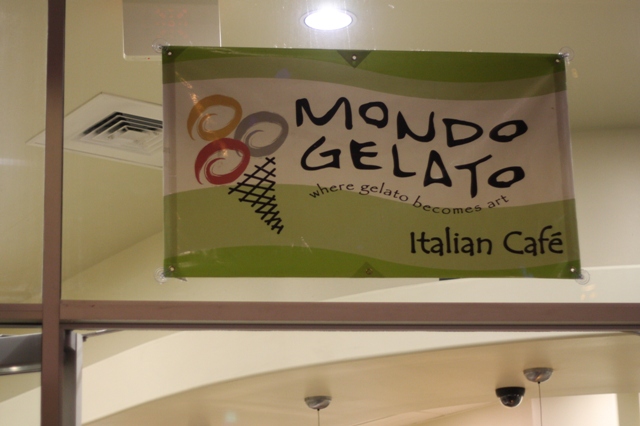 MONDO
GELATO
where gelato becomes art
Italian Café